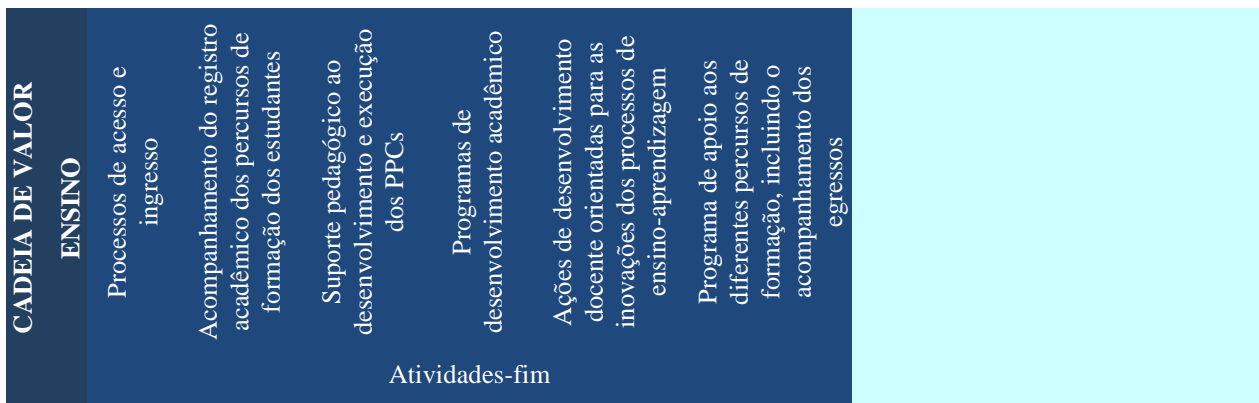 CADEIA DE VALOR
ENSINO
Processos de acesso e
ingresso
Acompanhamento do registro
acadêmico dos percursos de
formação dos estudantes
Suporte pedagógico ao
desenvolvimento e execução
dos PPCs
Programas de
desenvolvimento acadêmico
Ações de desenvolvimento
docente orientadas para as
inovações dos processos de
ensino-aprendizagem
Programa de apoio aos
diferentes percursos de
formação, incluindo o
acompanhamento dos
egressos
Atividades-fim